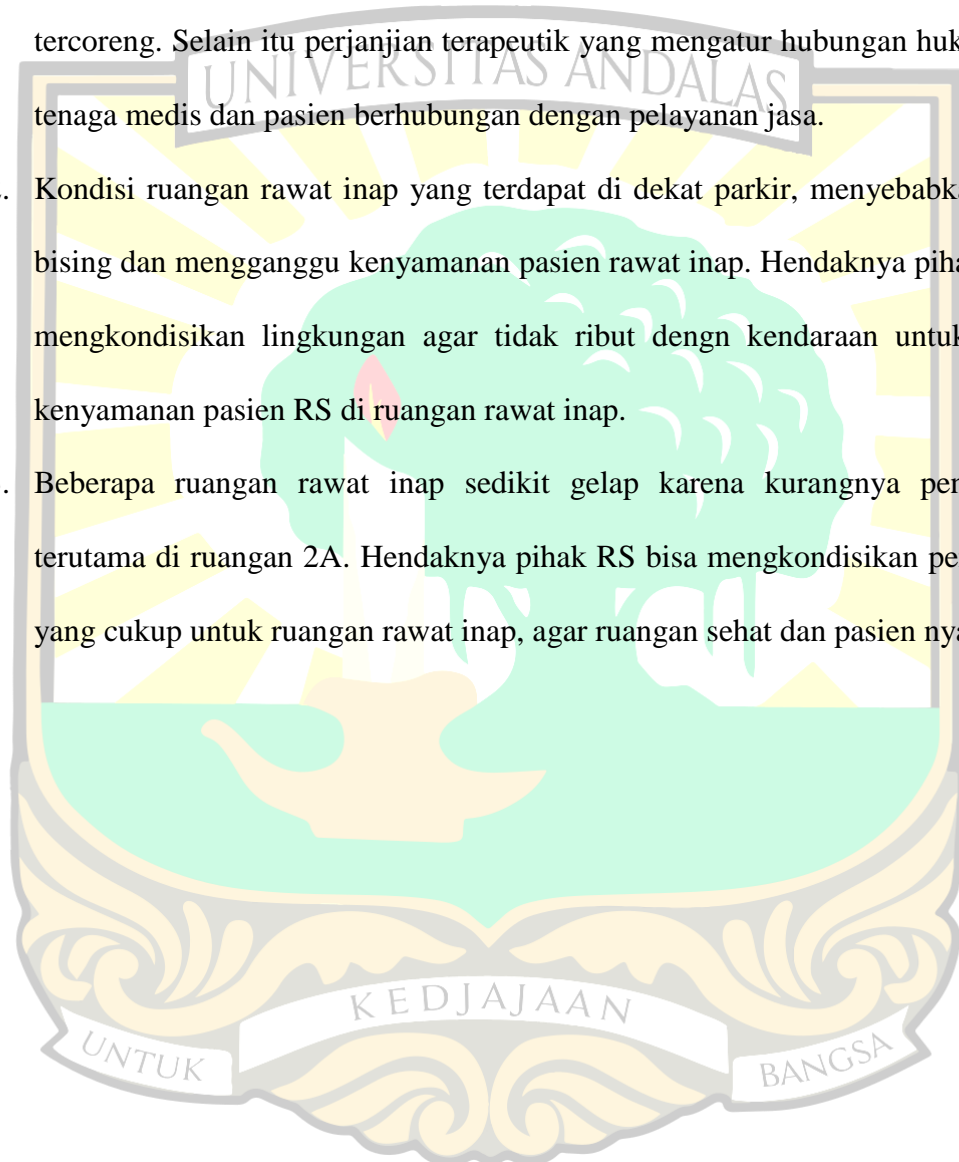 tercoreng. Selain itu perjanjian terapeutik yang mengatur hubungan huk
UNIVERSITAS ANDALAS
tenaga medis dan pasien berhubungan dengan pelayanan jasa.
. Kondisi ruangan rawat inap yang terdapat di dekat parkir, menyebabka
bising dan mengganggu kenyamanan pasien rawat inap. Hendaknya piha
mengkondisikan lingkungan agar tidak ribut dengn kendaraan untuk
kenyamanan pasien RS di ruangan rawat inap.
. Beberapa ruangan rawat inap sedikit gelap karena kurangnya pen
terutama di ruangan 2A. Hendaknya pihak RS bisa mengkondisikan pe
yang cukup untuk ruangan rawat inap, agar ruangan sehat dan pasien nya
UNTUK KEDJAJAAN BANGSA